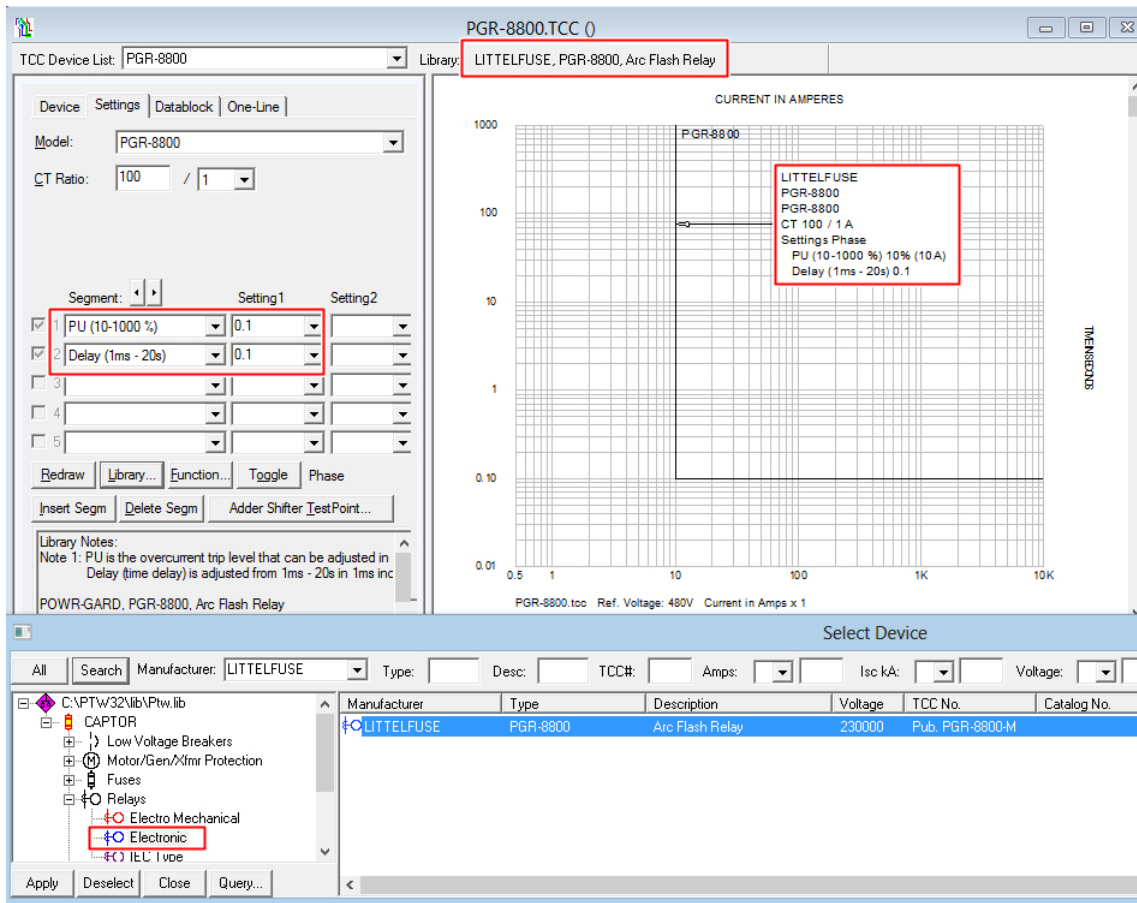 PGR-8800.TCC ()
TCC Device List: PGR-8800
Library: LITTELFUSE, PGR-8800, Arc Flash Relay
Device Settings Datablock One-Line
Model: PGR-8800
CT Ratio: 100 / 1
Segment: Setting1 Setting2
1 PU (10-1000 %) 0.1
2 Delay (1ms - 20s) 0.1
3
4
5
Redraw Library... Function... Toggle Phase
Insert Segm Delete Segm Adder Shifter TestPoint...
Library Notes:
Note 1: PU is the overcurrent trip level that can be adjusted in
Delay (time delay) is adjusted from 1ms - 20s in 1ms inc
POWR-GARD, PGR-8800, Arc Flash Relay
CURRENT IN AMPERES
1000
100
10
1
0.10
0.01
PGR-8800
LITTELFUSE
PGR-8800
PGR-8800
CT 100 / 1 A
Settings Phase
PU (10-1000 %) 10% (10A)
Delay (1ms - 20s) 0.1
TIME IN SECONDS
0.5 1 10 100 1K 10K
PGR-8800.tcc Ref. Voltage: 480V Current in Amps x 1
Select Device
All Search Manufacturer: LITTELFUSE Type: Desc: TCC#: Amps: Isc kA: Voltage:
C:\PTW32\lib\Ptw.lib
CAPTOR
Low Voltage Breakers
Motor/Gen/Xfmr Protection
Fuses
Relays
Electro Mechanical
Electronic
IEC Type
Manufacturer Type Description Voltage TCC No. Catalog No.
LITTELFUSE PGR-8800 Arc Flash Relay 230000 Pub. PGR-8800-M
Apply Deselect Close Query...